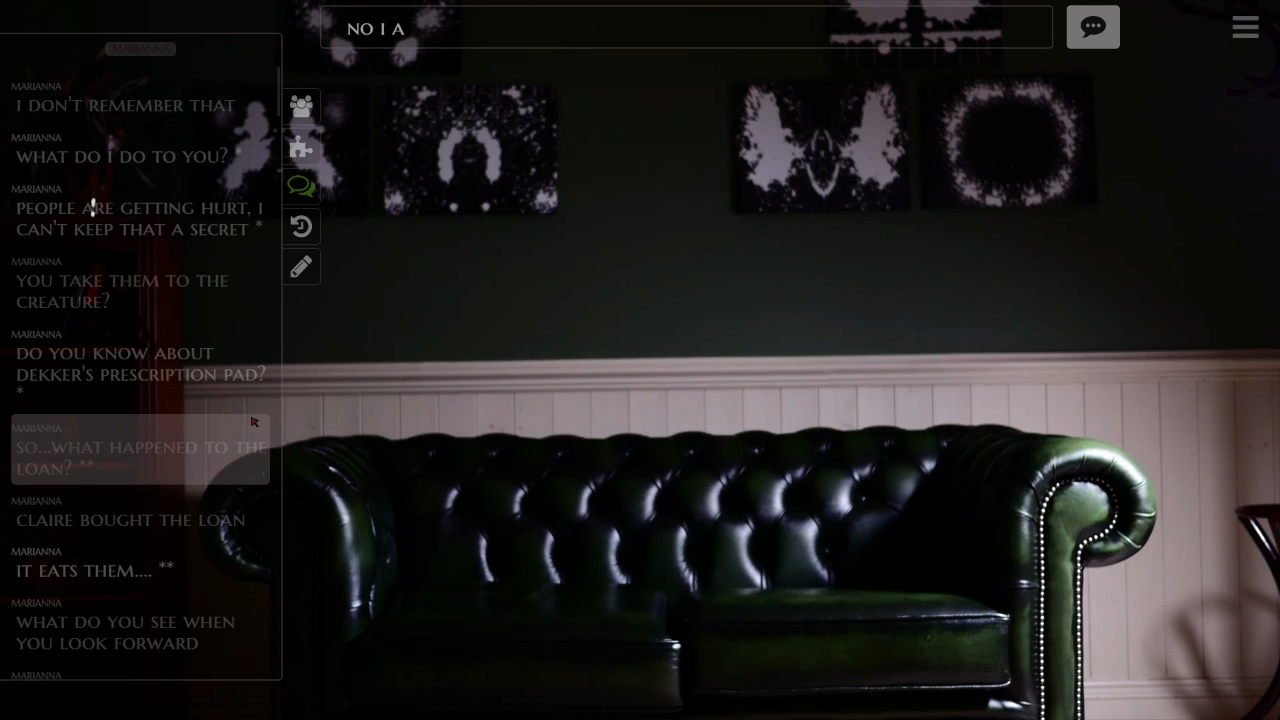 NO I A
MARIANNA
MARIANNA
I DON'T REMEMBER THAT
MARIANNA
WHAT DO I DO TO YOU? *
MARIANNA
PEOPLE ARE GETTING HURT, I
CAN'T KEEP THAT A SECRET *
MARIANNA
YOU TAKE THEM TO THE
CREATURE?
MARIANNA
DO YOU KNOW ABOUT
DEKKER'S PRESCRIPTION PAD?
*
MARIANNA
SO...WHAT HAPPENED TO THE
LOAN? **
MARIANNA
CLAIRE BOUGHT THE LOAN
MARIANNA
IT EATS THEM.... **
MARIANNA
WHAT DO YOU SEE WHEN
YOU LOOK FORWARD
MARIANNA